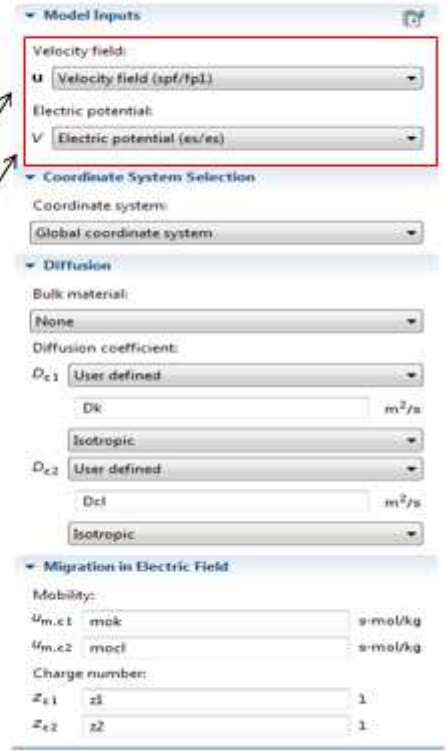 Model Inputs
Velocity field:
u Velocity field (spf/fp1)
Electric potential:
V Electric potential (es/es)
Coordinate System Selection
Coordinate system:
Global coordinate system
Diffusion
Bulk material:
None
Diffusion coefficient:
Dc1 User defined
Dk m²/s
Isotropic
Dc2 User defined
Dcl m²/s
Isotropic
Migration in Electric Field
Mobility:
um,c1 mok s·mol/kg
um,c2 mocl s·mol/kg
Charge number:
zc1 z1 1
zc2 z2 1